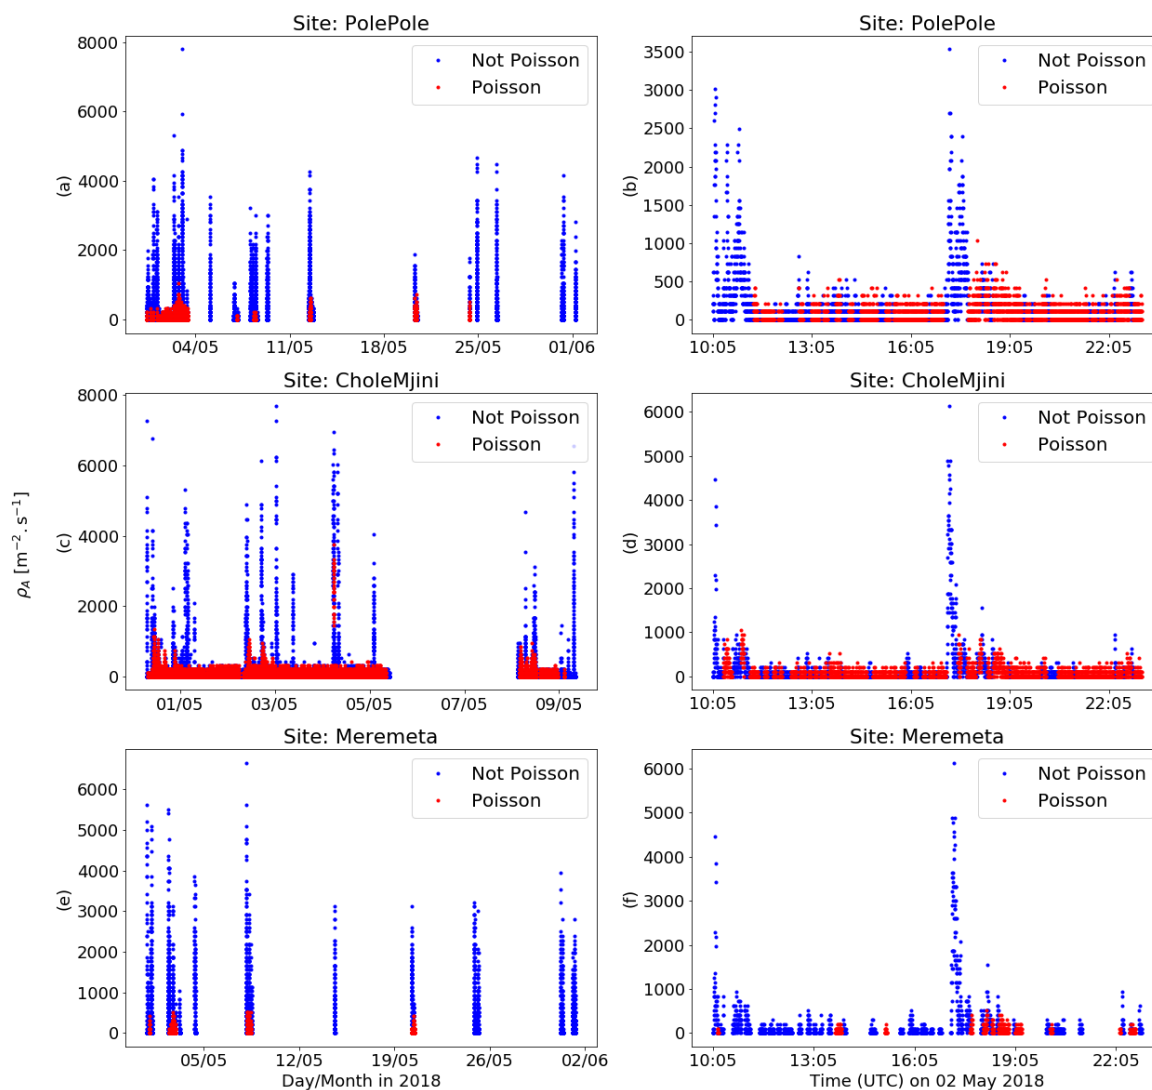 Site: PolePole
8000
6000
4000
2000
0
(a)
Not Poisson
Poisson
04/05 11/05 18/05 25/05 01/06
Site: PolePole
3500
3000
2500
2000
1500
1000
500
0
(b)
Not Poisson
Poisson
10:05 13:05 16:05 19:05 22:05
Site: CholeMjini
8000
6000
4000
2000
0
(c)
Not Poisson
Poisson
01/05 03/05 05/05 07/05 09/05
Site: CholeMjini
6000
5000
4000
3000
2000
1000
0
(d)
Not Poisson
Poisson
10:05 13:05 16:05 19:05 22:05
ρ_A [m⁻².s⁻¹]
Site: Meremeta
6000
5000
4000
3000
2000
1000
0
(e)
Not Poisson
Poisson
05/05 12/05 19/05 26/05 02/06
Day/Month in 2018
Site: Meremeta
6000
5000
4000
3000
2000
1000
0
(f)
Not Poisson
Poisson
10:05 13:05 16:05 19:05 22:05
Time (UTC) on 02 May 2018